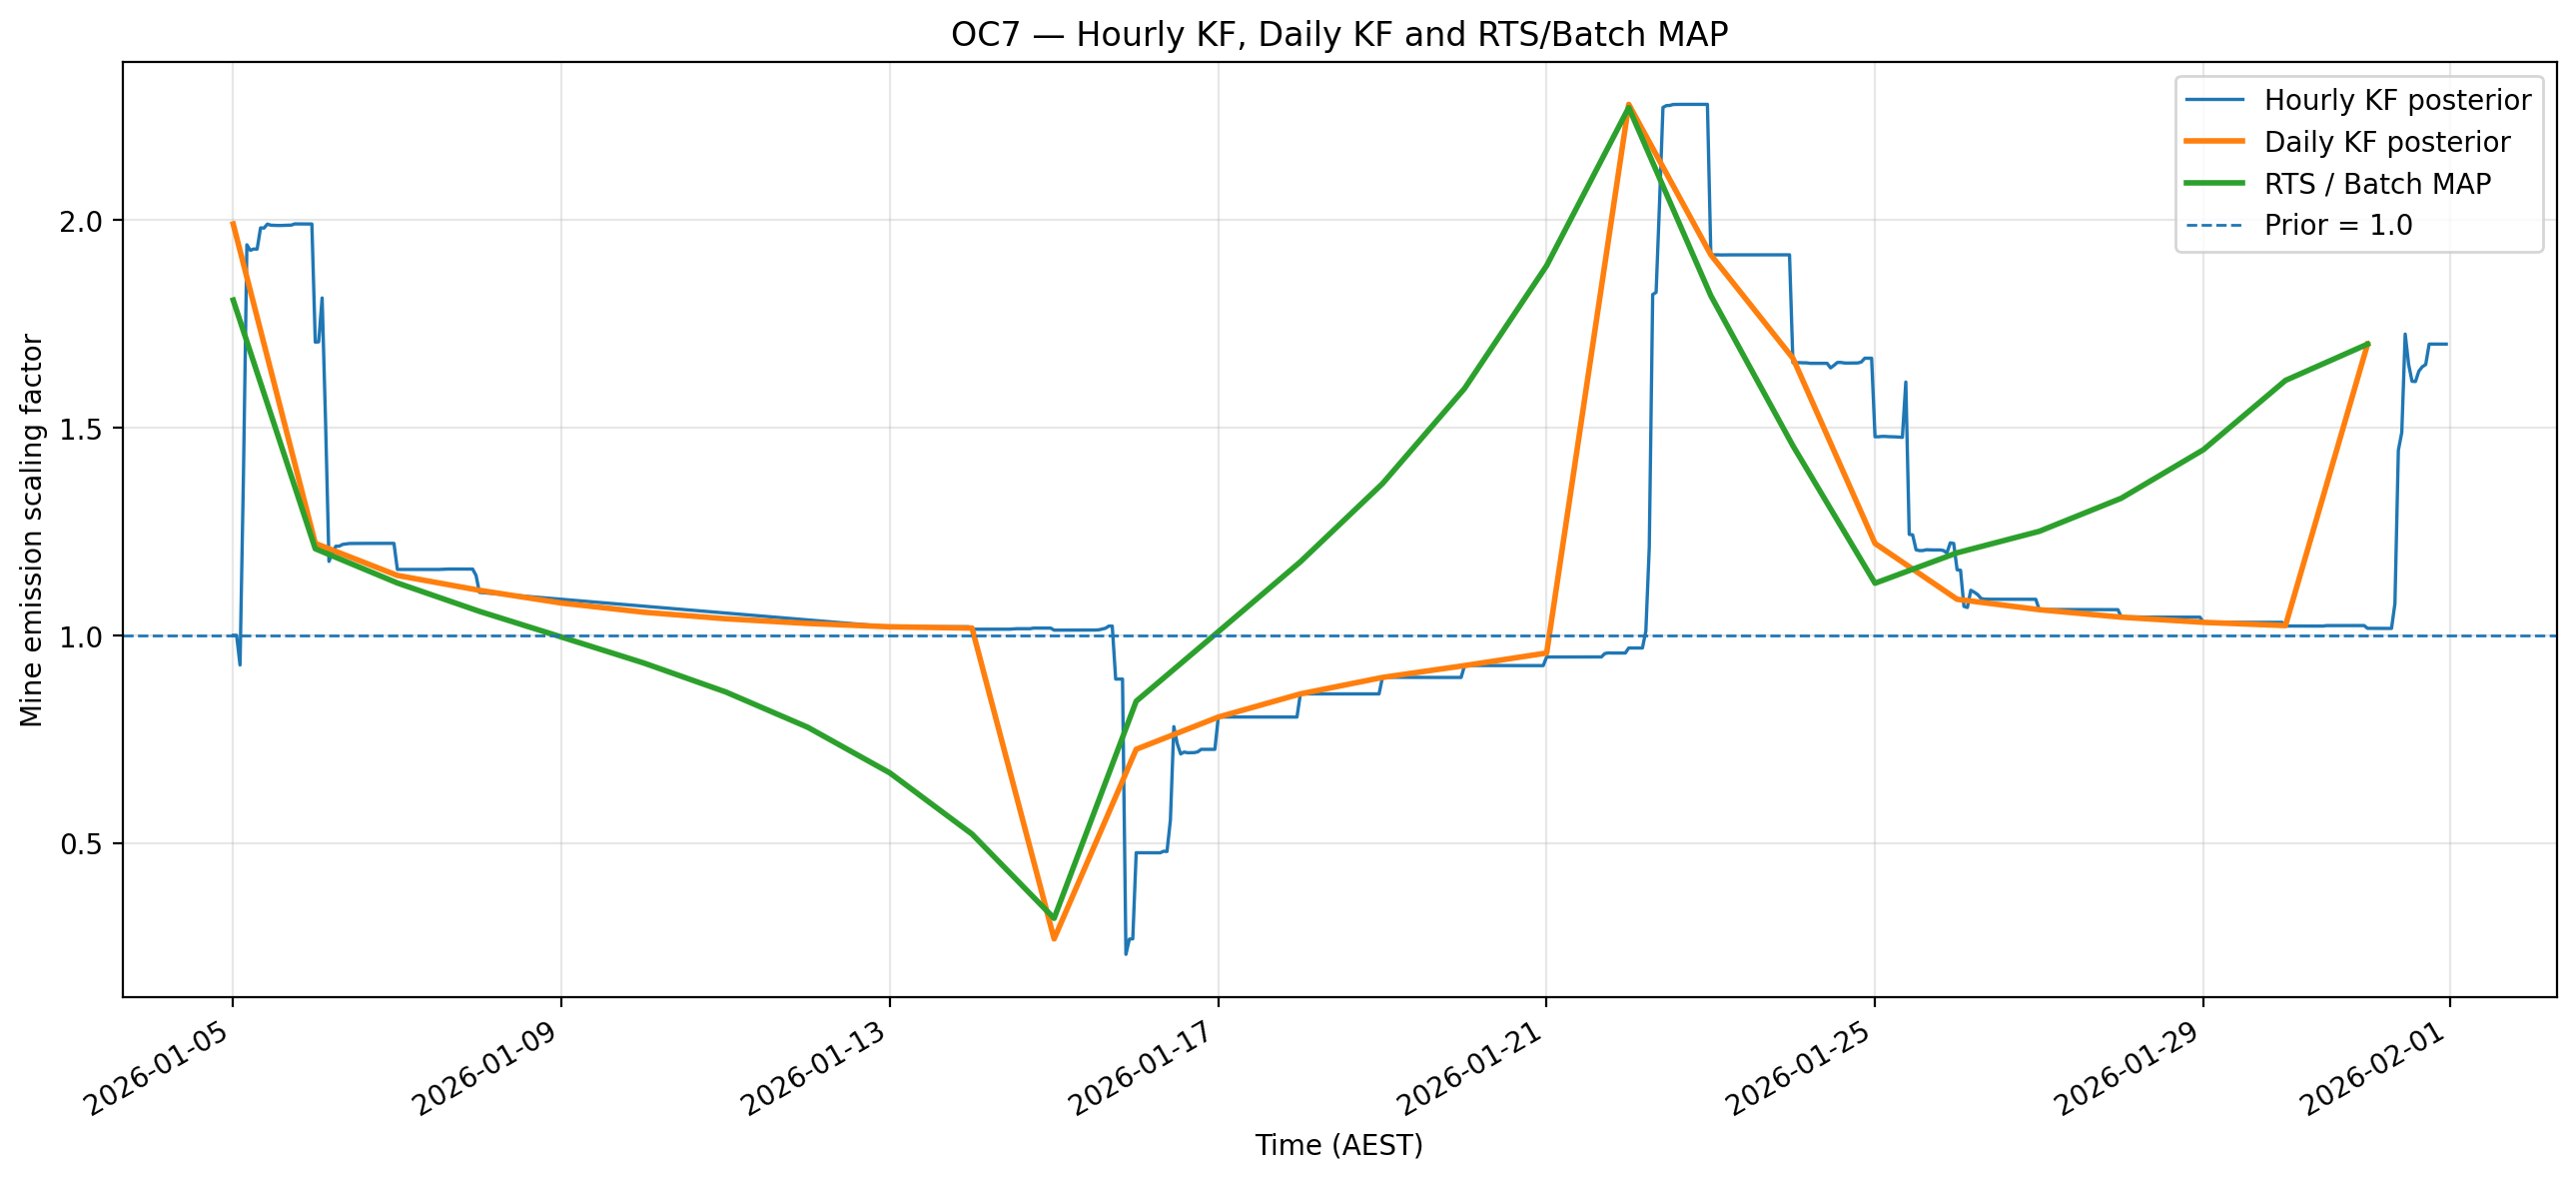 OC7 — Hourly KF, Daily KF and RTS/Batch MAP
Hourly KF posterior
Daily KF posterior
RTS / Batch MAP
Prior = 1.0
Mine emission scaling factor
2.0
1.5
1.0
0.5
2026-01-05
2026-01-09
2026-01-13
2026-01-17
2026-01-21
2026-01-25
2026-01-29
2026-02-01
Time (AEST)